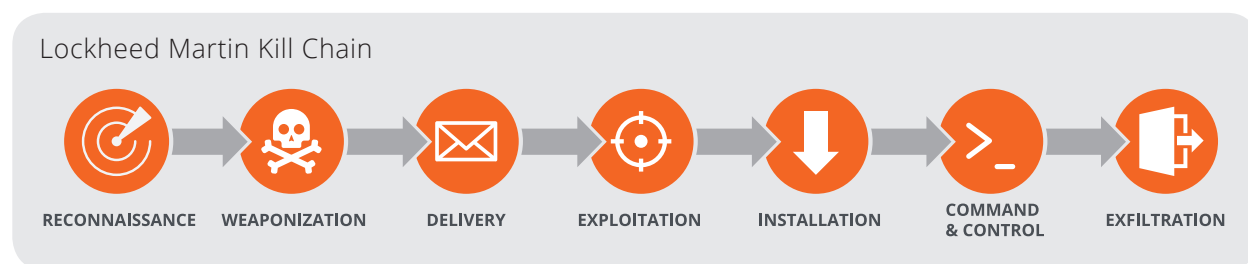 Lockheed Martin Kill Chain
RECONNAISSANCE
WEAPONIZATION
DELIVERY
EXPLOITATION
INSTALLATION
COMMAND
& CONTROL
EXFILTRATION